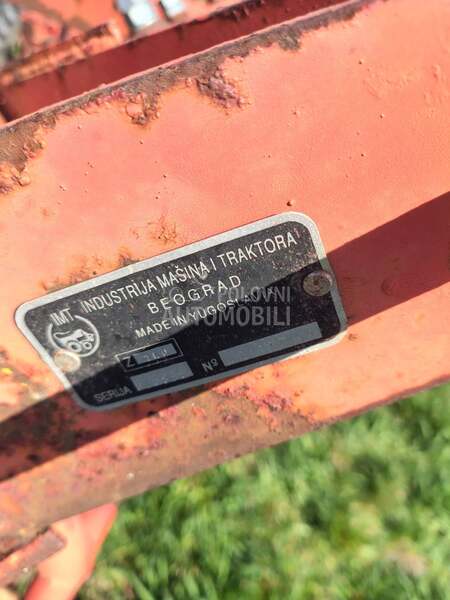 IMT INDUSTRIJA MAŠINA I TRAKTORA
BEOGRAD
MADE IN YUGOSLAVIA
Z
SERIJA Nº
POLOVNI
AUTOMOBILI